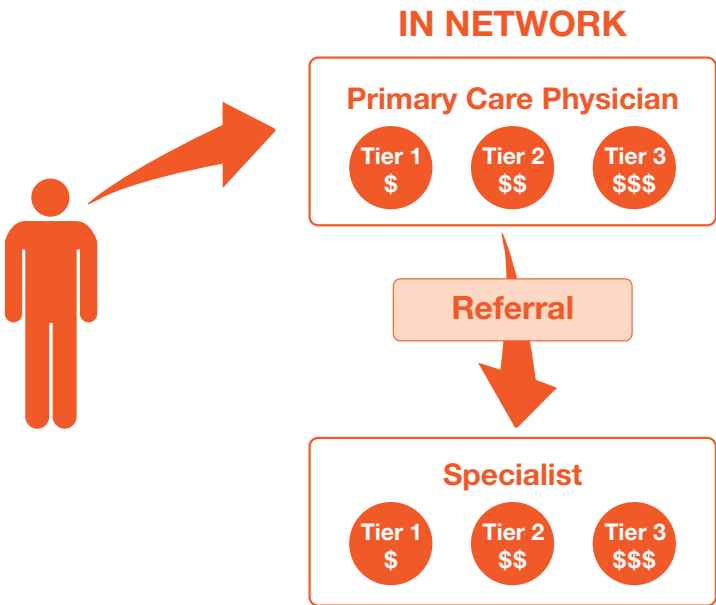 IN NETWORK
Primary Care Physician
Tier 1 Tier 2 Tier 3
$ $$ $$$
Referral
Specialist
Tier 1 Tier 2 Tier 3
$ $$ $$$